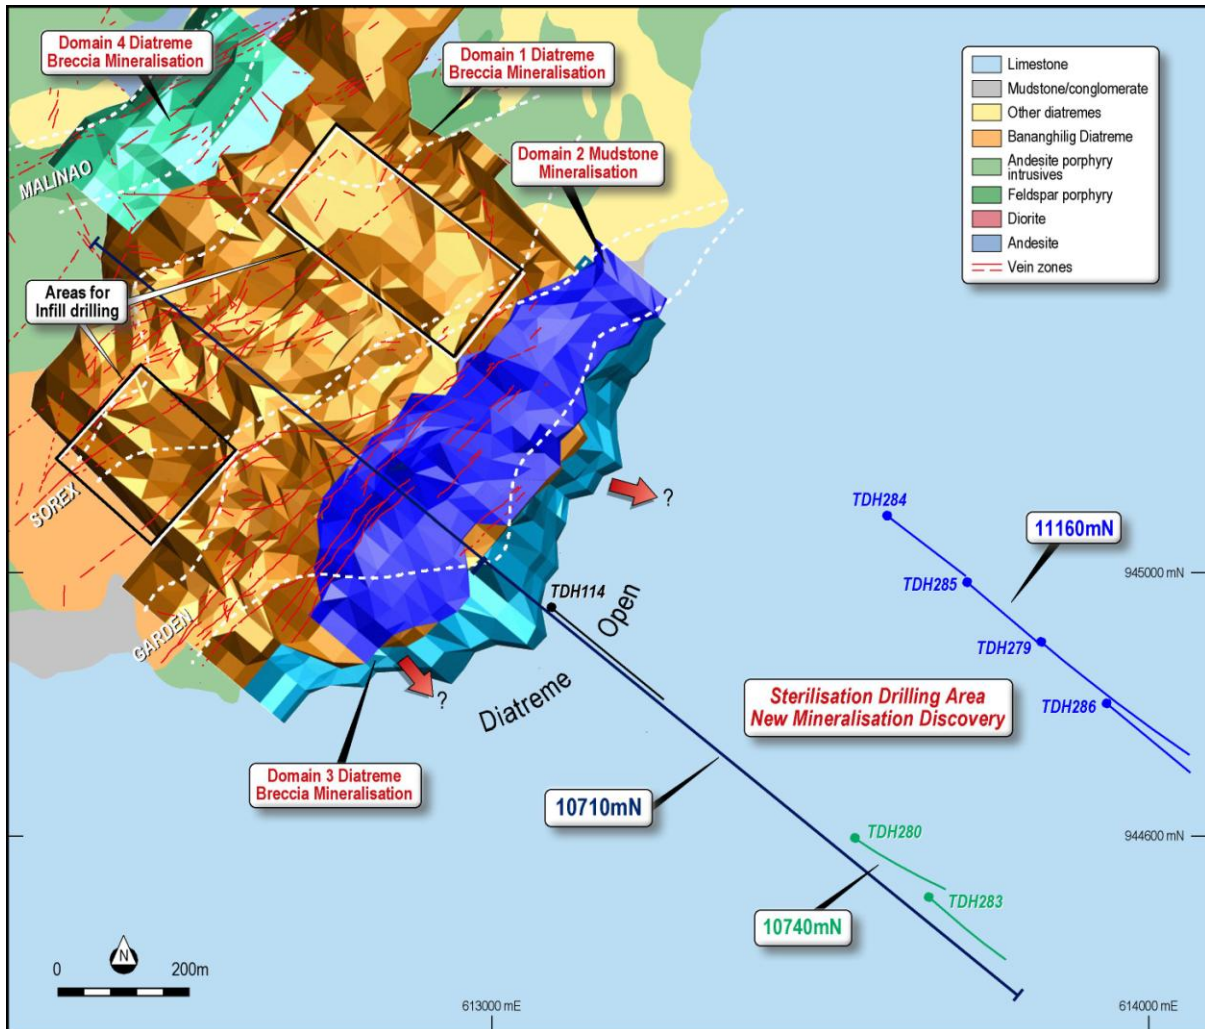 Domain 4 Diatreme
Breccia Mineralisation
Domain 1 Diatreme
Breccia Mineralisation
Domain 2 Mudstone
Mineralisation
Limestone
Mudstone/conglomerate
Other diatremes
Bananghilig Diatreme
Andesite porphyry
intrusives
Feldspar porphyry
Diorite
Andesite
Vein zones
MALINAO
Areas for
Infill drilling
SOREX
GARDEN
?
?
TDH114
Open
Diatreme
TDH284
11160mN
TDH285
945000 mN
TDH279
TDH286
Sterilisation Drilling Area
New Mineralisation Discovery
Domain 3 Diatreme
Breccia Mineralisation
10710mN
TDH280
944600 mN
TDH283
10740mN
N
0
200m
613000 mE
614000 mE